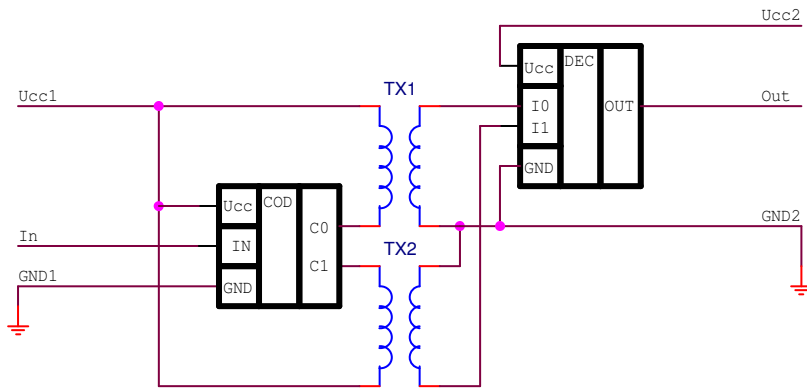 Ucc2
Ucc
DEC
TX1
Ucc1
I0
OUT
Out
I1
GND
Ucc
COD
C0
GND2
In
IN
TX2
C1
GND1
GND